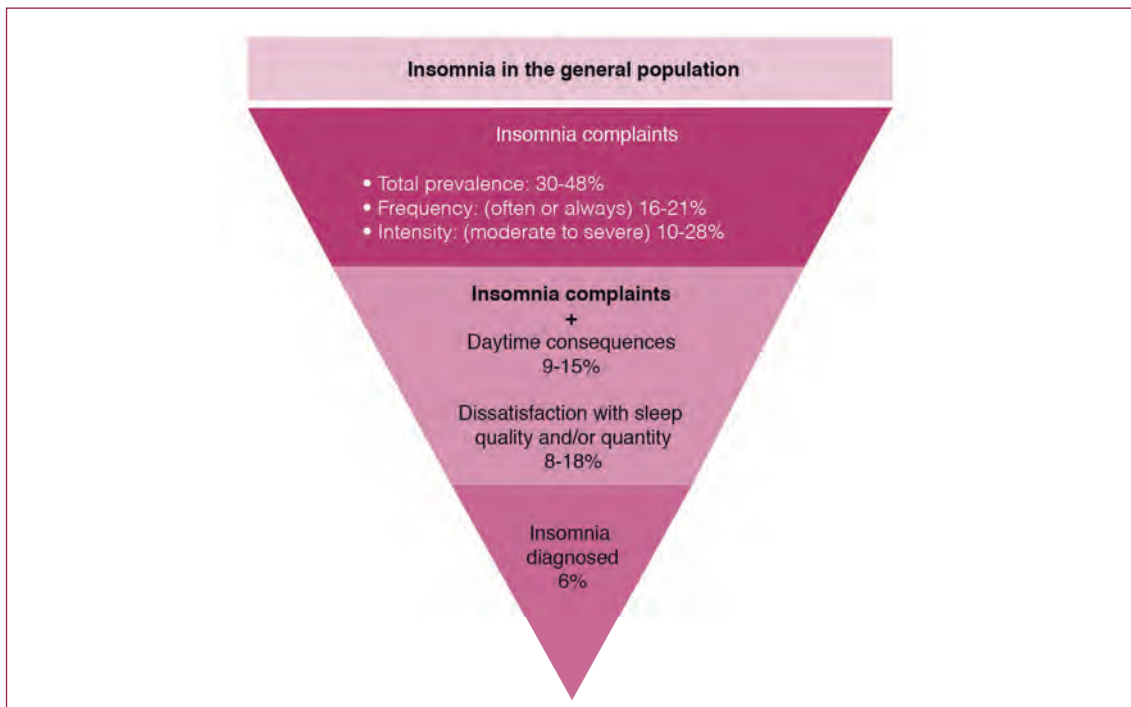 Insomnia in the general population
Insomnia complaints
• Total prevalence: 30-48%
• Frequency: (often or always) 16-21%
• Intensity: (moderate to severe) 10-28%
Insomnia complaints
+
Daytime consequences
9-15%
Dissatisfaction with sleep
quality and/or quantity
8-18%
Insomnia
diagnosed
6%